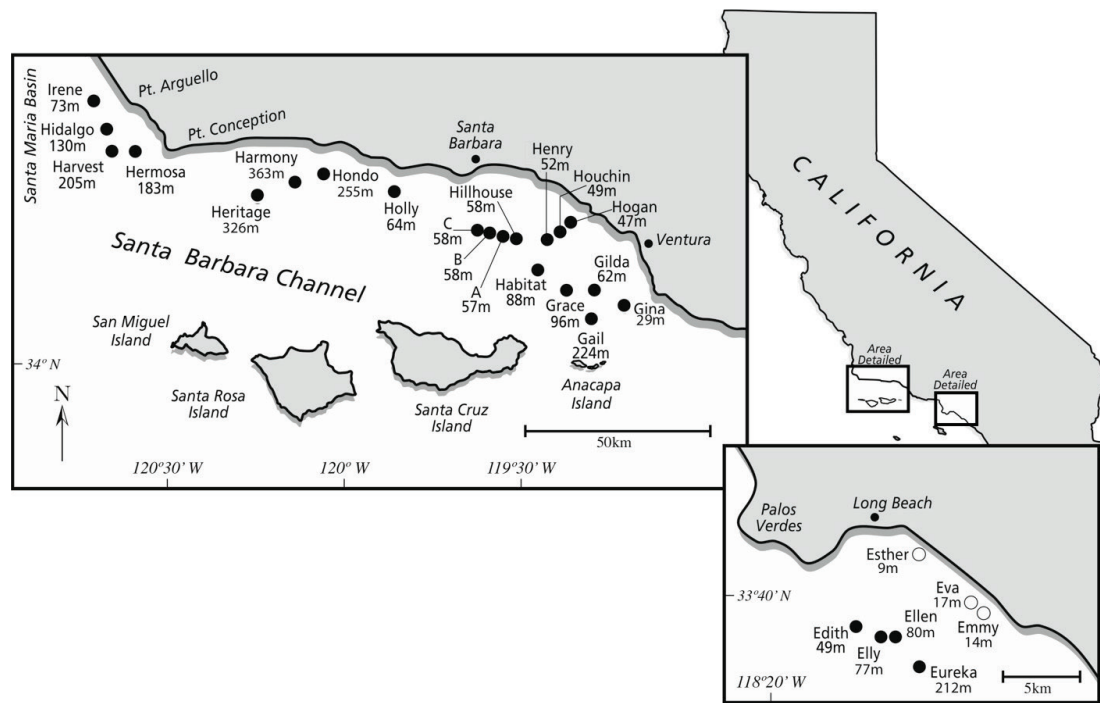 Santa Maria Basin
Irene
73m
Hidalgo
130m
Harvest
205m
Hermosa
183m
Pt. Arguello
Pt. Conception
Harmony
363m
Heritage
326m
Hondo
255m
Holly
64m
Santa
Barbara
Hillhouse
58m
C
58m
B
58m
A
57m
Henry
52m
Houchin
49m
Hogan
47m
Ventura
Habitat
88m
Grace
96m
Gilda
62m
Gina
29m
Gail
224m
Santa Barbara Channel
San Miguel
Island
Santa Rosa
Island
Santa Cruz
Island
Anacapa
Island
34° N
N
50km
120°30' W
120° W
119°30' W
CALIFORNIA
Area
Detailed
Area
Detailed
Palos
Verdes
Long Beach
Esther
9m
Eva
17m
Emmy
14m
33°40' N
Edith
49m
Elly
77m
Ellen
80m
Eureka
212m
5km
118°20' W